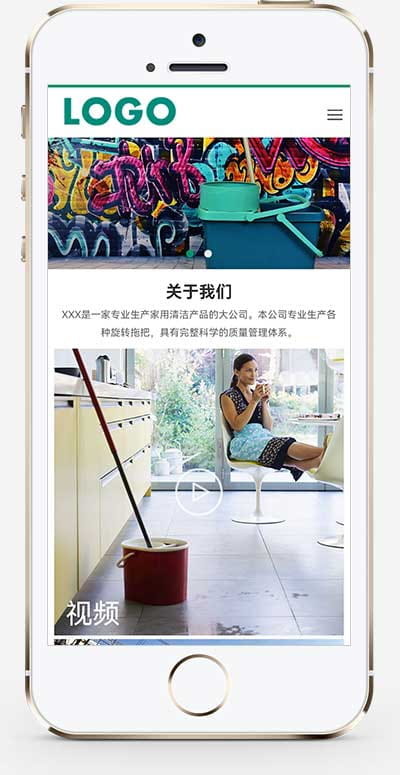 LOGO
关于我们
XXX是一家专业生产家用清洁产品的大公司。本公司专业生产各
种旋转拖把，具有完整科学的质量管理体系。
视频